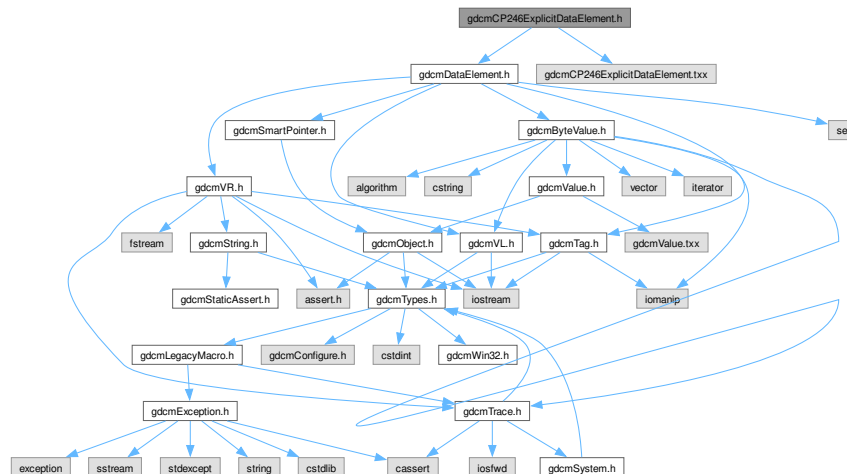 gdcmCP246ExplicitDataElement.h
gdcmDataElement.h
gdcmCP246ExplicitDataElement.txx
gdcmSmartPointer.h
gdcmByteValue.h
se
gdcmVR.h
algorithm
cstring
gdcmValue.h
vector
iterator
fstream
gdcmString.h
gdcmObject.h
gdcmVL.h
gdcmTag.h
gdcmValue.txx
gdcmStaticAssert.h
assert.h
gdcmTypes.h
iostream
iomanip
gdcmLegacyMacro.h
gdcmConfigure.h
cstdint
gdcmWin32.h
gdcmException.h
gdcmTrace.h
exception
sstream
stdexcept
string
cstdlib
cassert
iosfwd
gdcmSystem.h